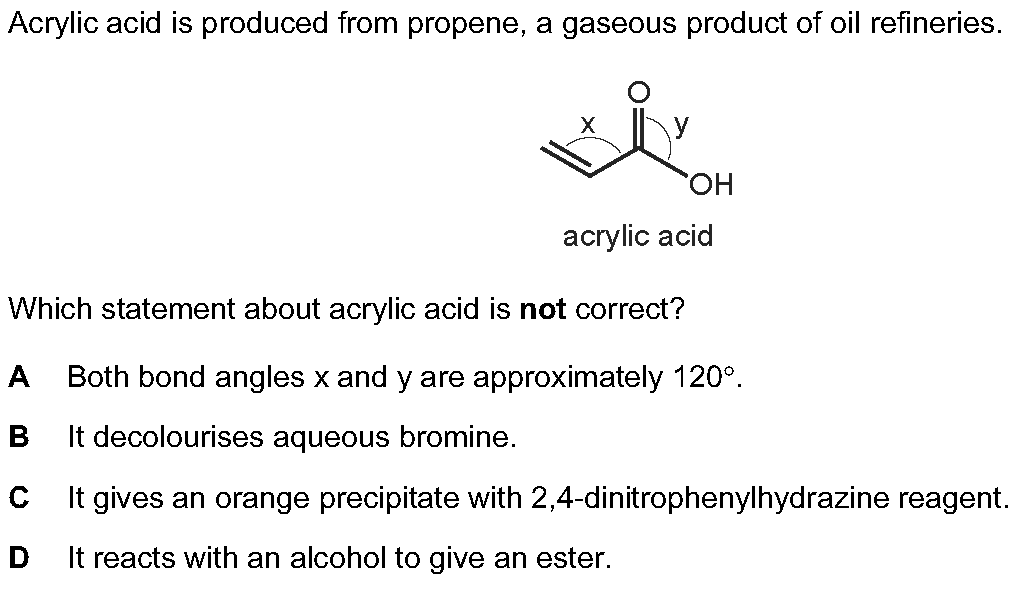 Acrylic acid is produced from propene, a gaseous product of oil refineries.
O
x
y
OH
acrylic acid
Which statement about acrylic acid is not correct?
A Both bond angles x and y are approximately 120°.
B It decolourises aqueous bromine.
C It gives an orange precipitate with 2,4-dinitrophenylhydrazine reagent.
D It reacts with an alcohol to give an ester.